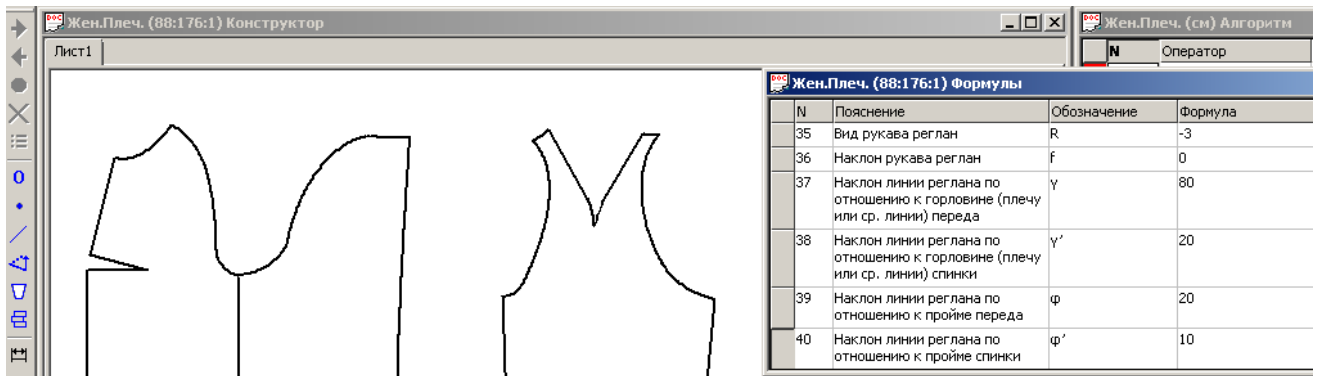 Жен.Плеч. (88:176:1) Конструктор
Жен.Плеч. (см) Алгоритм
Лист1
N Оператор
Жен.Плеч. (88:176:1) Формулы
N Пояснение Обозначение Формула
35 Вид рукава реглан R -3
36 Наклон рукава реглан f 0
37 Наклон линии реглана по γ 80
отношению к горловине (плечу
или ср. линии) переда
38 Наклон линии реглана по γ′ 20
отношению к горловине (плечу
или ср. линии) спинки
39 Наклон линии реглана по φ 20
отношению к пройме переда
40 Наклон линии реглана по φ′ 10
отношению к пройме спинки